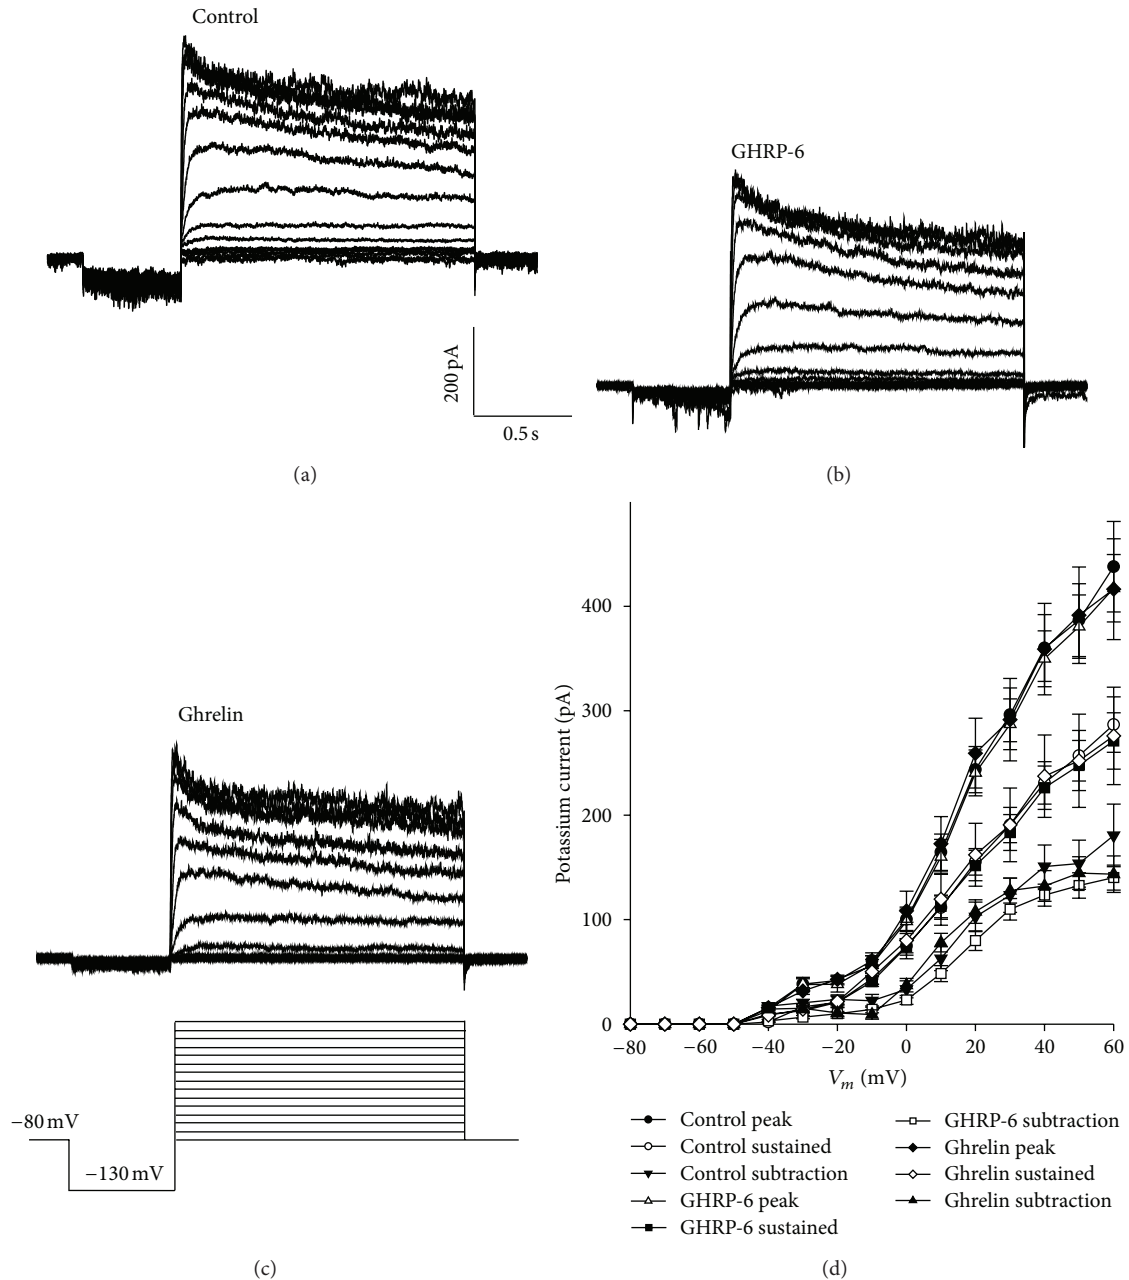 Control
GHRP-6
200 pA
0.5 s
(a)
(b)
Ghrelin
−80 mV
−130 mV
(c)
Potassium current (pA)
400
300
200
100
0
−80
−60
−40
−20
0
20
40
60
Vm (mV)
Control peak
Control sustained
Control subtraction
GHRP-6 peak
GHRP-6 sustained
GHRP-6 subtraction
Ghrelin peak
Ghrelin sustained
Ghrelin subtraction
(d)